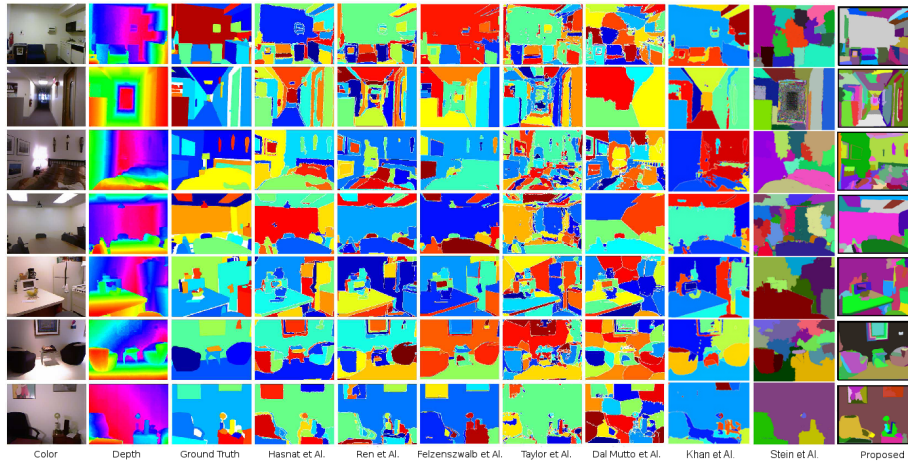 Color Depth Ground Truth Hasnat Et Al. Ren Et Al. Felzenszwalb Et Al. Taylor Et Al. Dal Mutto Et Al. Khan Et Al. Stein Et Al. Proposed